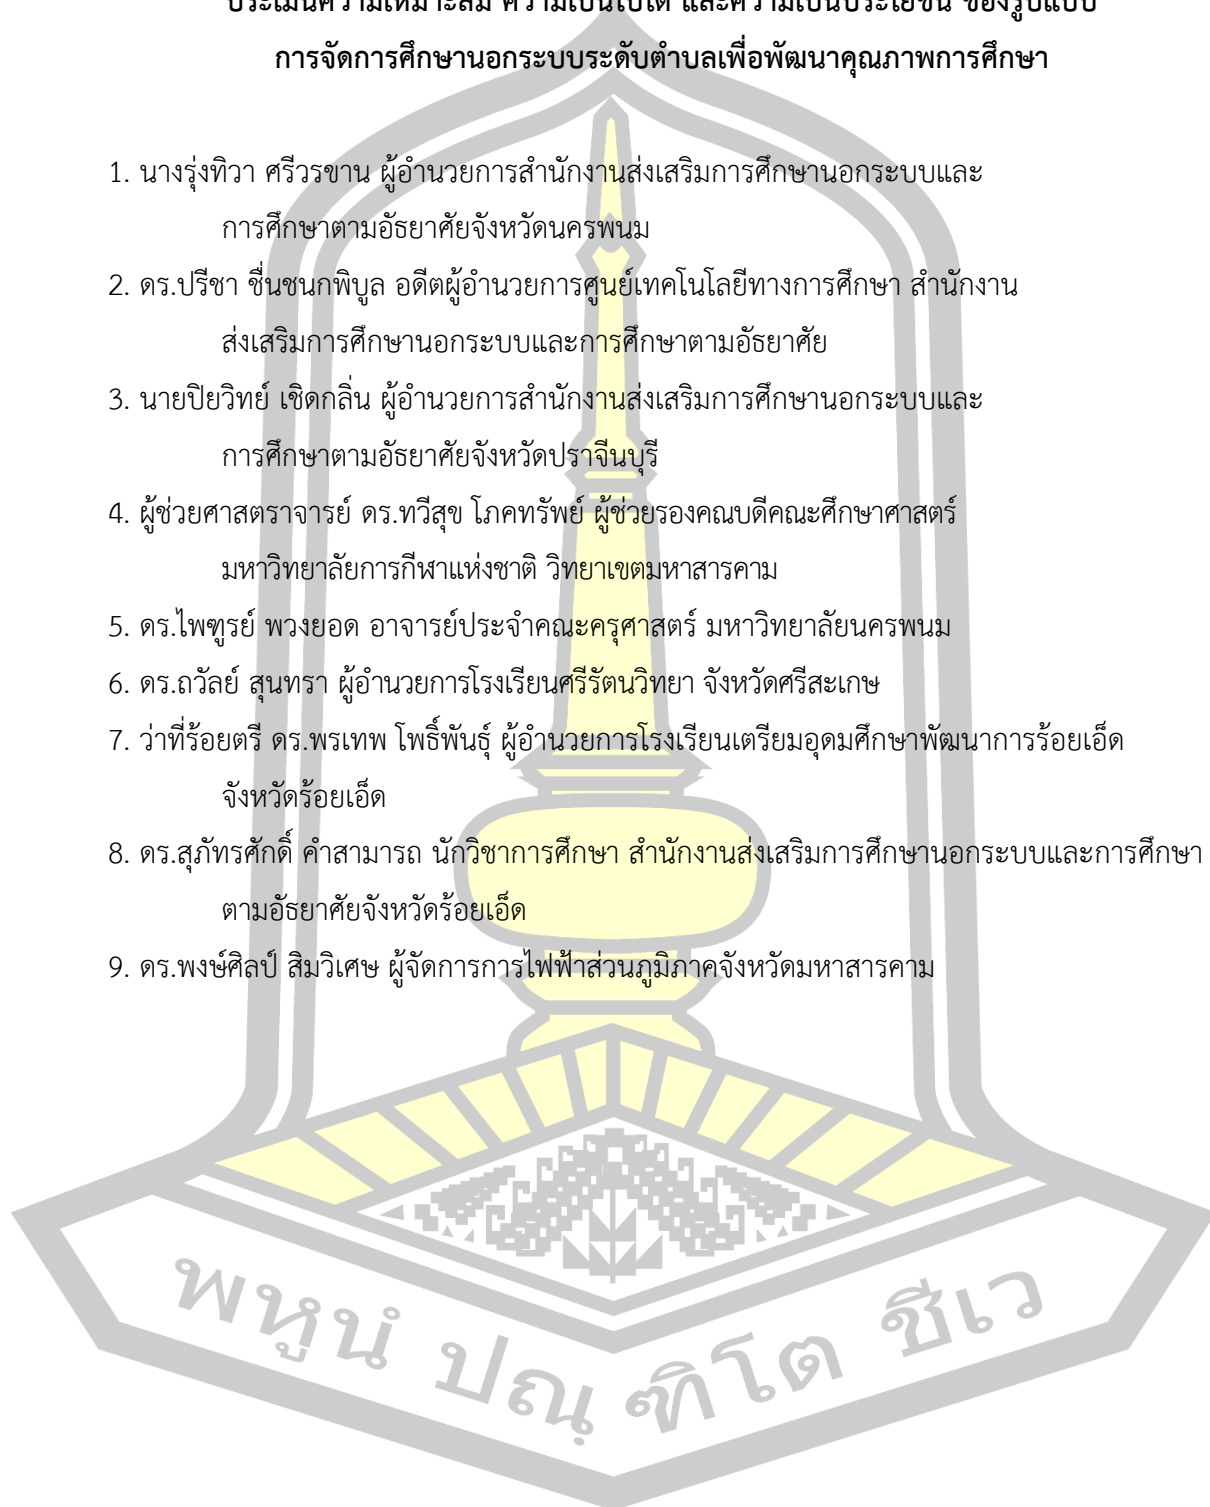 ประเมินความเหมาะสม ความเป็นไปได้ และความเป็นประโยชน์ ของรูปแบบ
การจัดการศึกษานอกระบบระดับตำบลเพื่อพัฒนาคุณภาพการศึกษา
1. นางรุ่งทิวา ศรีวรขาน ผู้อำนวยการสำนักงานส่งเสริมการศึกษานอกระบบและ
การศึกษาตามอัธยาศัยจังหวัดนครพนม
2. ดร.ปรีชา ชื่นชนกพิบูล อดีตผู้อำนวยการศูนย์เทคโนโลยีทางการศึกษา สำนักงาน
ส่งเสริมการศึกษานอกระบบและการศึกษาตามอัธยาศัย
3. นายปิยวิทย์ เชิดกลิ่น ผู้อำนวยการสำนักงานส่งเสริมการศึกษานอกระบบและ
การศึกษาตามอัธยาศัยจังหวัดปราจีนบุรี
4. ผู้ช่วยศาสตราจารย์ ดร.ทวีสุข โภคทรัพย์ ผู้ช่วยรองคณบดีคณะศึกษาศาสตร์
มหาวิทยาลัยการกีฬาแห่งชาติ วิทยาเขตมหาสารคาม
5. ดร.ไพฑูรย์ พวงยอด อาจารย์ประจำคณะครุศาสตร์ มหาวิทยาลัยนครพนม
6. ดร.ถวัลย์ สุนทรา ผู้อำนวยการโรงเรียนศรีรัตนวิทยา จังหวัดศรีสะเกษ
7. ว่าที่ร้อยตรี ดร.พรเทพ โพธิ์พันธุ์ ผู้อำนวยการโรงเรียนเตรียมอุดมศึกษาพัฒนาการร้อยเอ็ด
จังหวัดร้อยเอ็ด
8. ดร.สุภัทรศักดิ์ คำสามารถ นักวิชาการศึกษา สำนักงานส่งเสริมการศึกษานอกระบบและการศึกษา
ตามอัธยาศัยจังหวัดร้อยเอ็ด
9. ดร.พงษ์ศิลป์ สิมวิเศษ ผู้จัดการการไฟฟ้าส่วนภูมิภาคจังหวัดมหาสารคาม
พหูนํ ปณฺฑิโต ชีเว